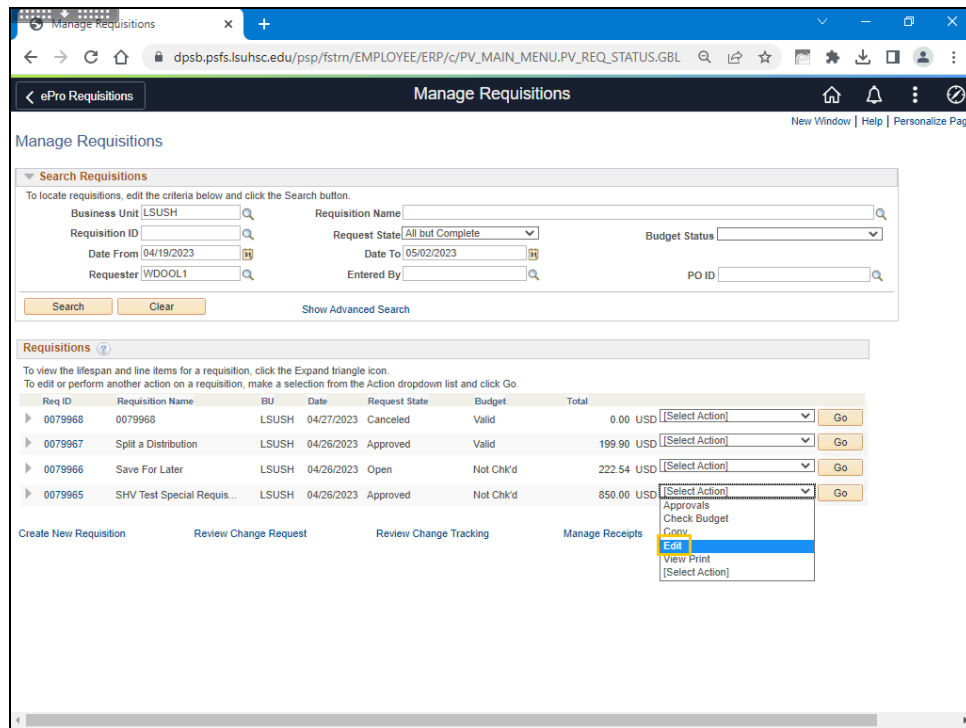 Manage Requisitions
dpsb.psfs.lsuhsc.edu/psp/fstrn/EMPLOYEE/ERP/c/PV_MAIN_MENU.PV_REQ_STATUS.GBL
ePro Requisitions
Manage Requisitions
New Window | Help | Personalize Pag
Manage Requisitions
Search Requisitions
To locate requisitions, edit the criteria below and click the Search button.
Business Unit LSUSH Requisition Name
Requisition ID Request State All but Complete Budget Status
Date From 04/19/2023 Date To 05/02/2023
Requester WDOOL1 Entered By PO ID
Search Clear Show Advanced Search
Requisitions
To view the lifespan and line items for a requisition, click the Expand triangle icon.
To edit or perform another action on a requisition, make a selection from the Action dropdown list and click Go.
Req ID Requisition Name BU Date Request State Budget Total
0079968 0079968 LSUSH 04/27/2023 Canceled Valid 0.00 USD [Select Action] Go
0079967 Split a Distribution LSUSH 04/26/2023 Approved Valid 199.90 USD [Select Action] Go
0079966 Save For Later LSUSH 04/26/2023 Open Not Chk'd 222.54 USD [Select Action] Go
0079965 SHV Test Special Requis... LSUSH 04/26/2023 Approved Not Chk'd 850.00 USD [Select Action] Go
Approvals
Check Budget
Copy
Edit
View Print
[Select Action]
Create New Requisition Review Change Request Review Change Tracking Manage Receipts